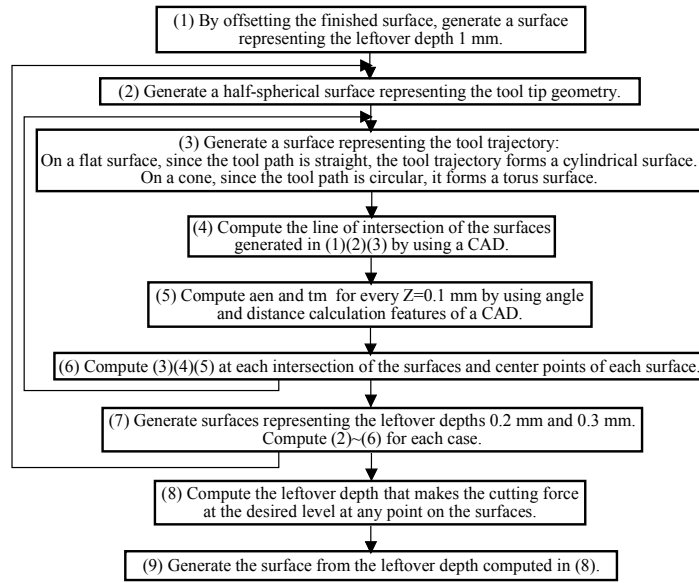 (1) By offsetting the finished surface, generate a surface
representing the leftover depth 1 mm.
(2) Generate a half-spherical surface representing the tool tip geometry.
(3) Generate a surface representing the tool trajectory:
On a flat surface, since the tool path is straight, the tool trajectory forms a cylindrical surface.
On a cone, since the tool path is circular, it forms a torus surface.
(4) Compute the line of intersection of the surfaces
generated in (1)(2)(3) by using a CAD.
(5) Compute aen and tm for every Z=0.1 mm by using angle
and distance calculation features of a CAD.
(6) Compute (3)(4)(5) at each intersection of the surfaces and center points of each surface.
(7) Generate surfaces representing the leftover depths 0.2 mm and 0.3 mm.
Compute (2)~(6) for each case.
(8) Compute the leftover depth that makes the cutting force
at the desired level at any point on the surfaces.
(9) Generate the surface from the leftover depth computed in (8).